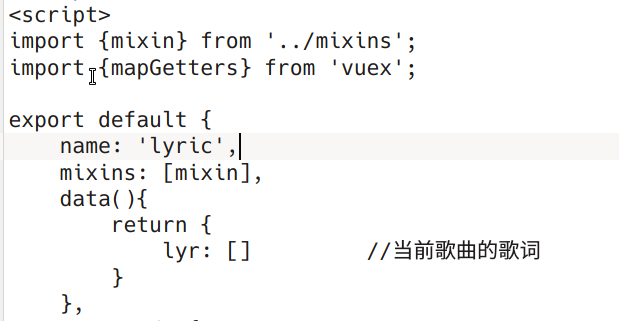 <script>
import {mixin} from '../mixins';
import {mapGetters} from 'vuex';
export default {
name: 'lyric',
mixins: [mixin],
data(){
return {
lyr: [] //当前歌曲的歌词
}
},